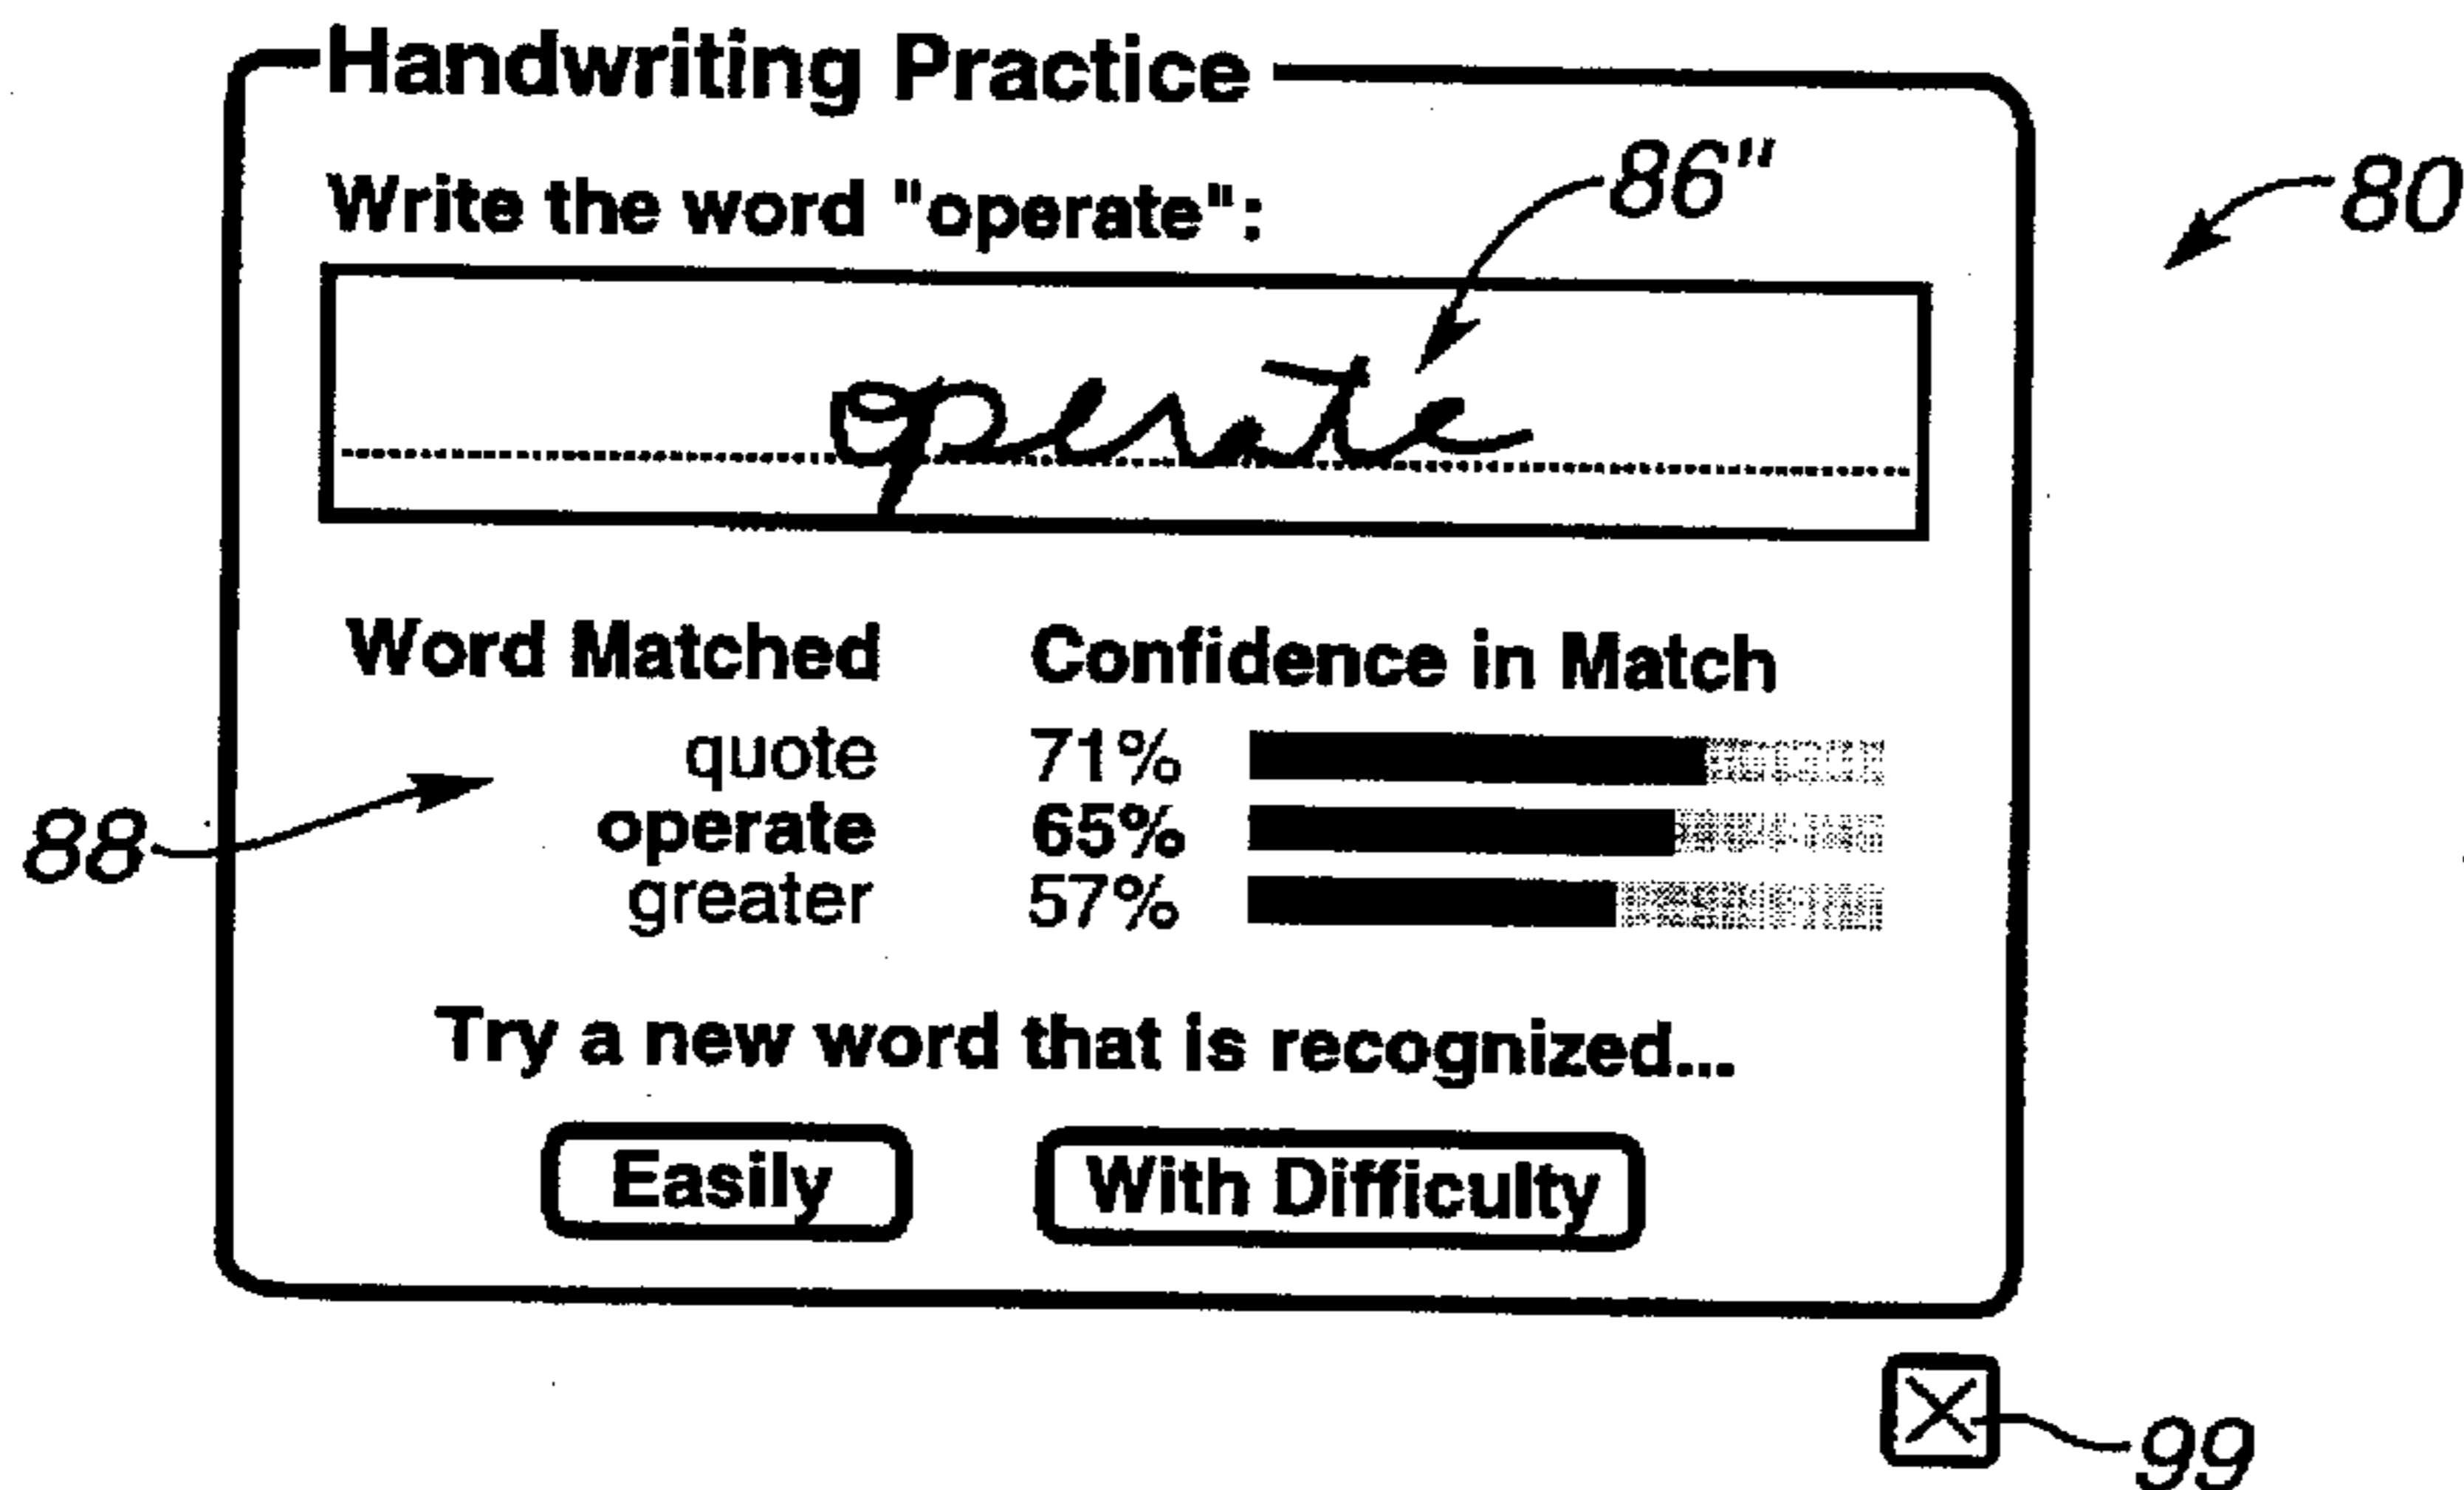 Handwriting Practice
Write the word "operate":
86"
80
operate
Word Matched Confidence in Match
quote 71%
operate 65%
greater 57%
88
Try a new word that is recognized...
Easily With Difficulty
99